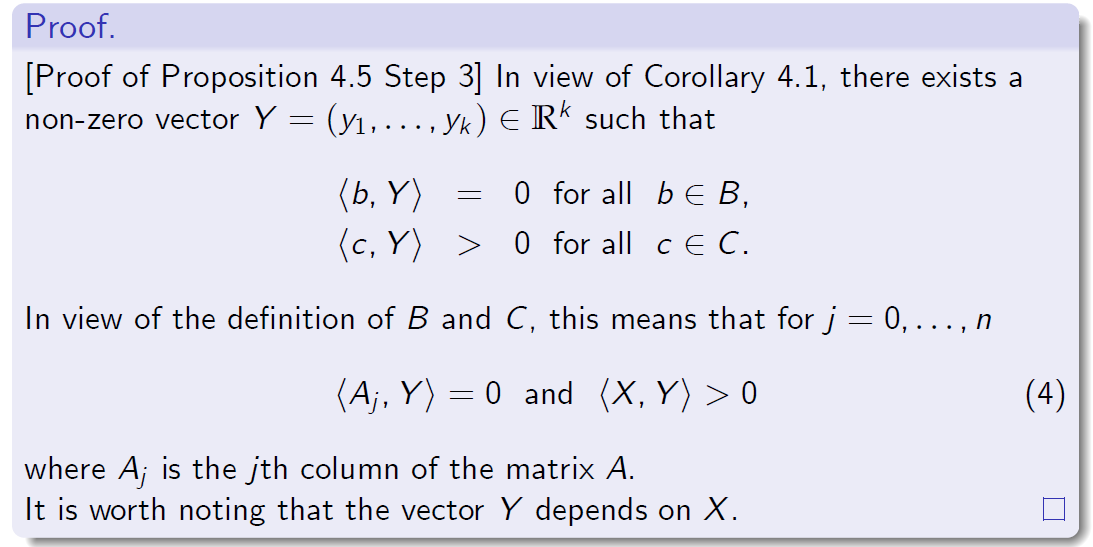 Proof.
[Proof of Proposition 4.5 Step 3] In view of Corollary 4.1, there exists a
non-zero vector Y = (y₁, . . . , yₖ) ∈ ℝᵏ such that
⟨b, Y⟩ = 0 for all b ∈ B,
⟨c, Y⟩ > 0 for all c ∈ C.
In view of the definition of B and C, this means that for j = 0, . . . , n
⟨Aⱼ, Y⟩ = 0 and ⟨X, Y⟩ > 0 (4)
where Aⱼ is the jth column of the matrix A.
It is worth noting that the vector Y depends on X. □